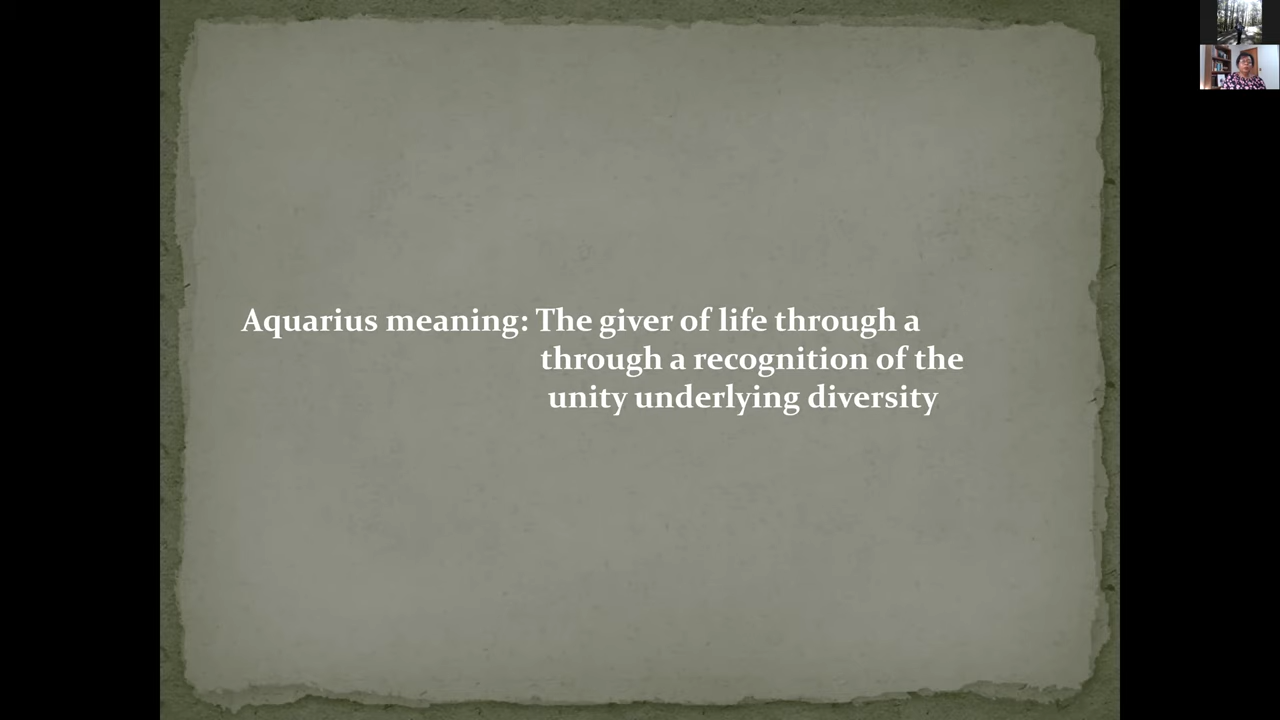 Aquarius meaning: The giver of life through a
through a recognition of the
unity underlying diversity